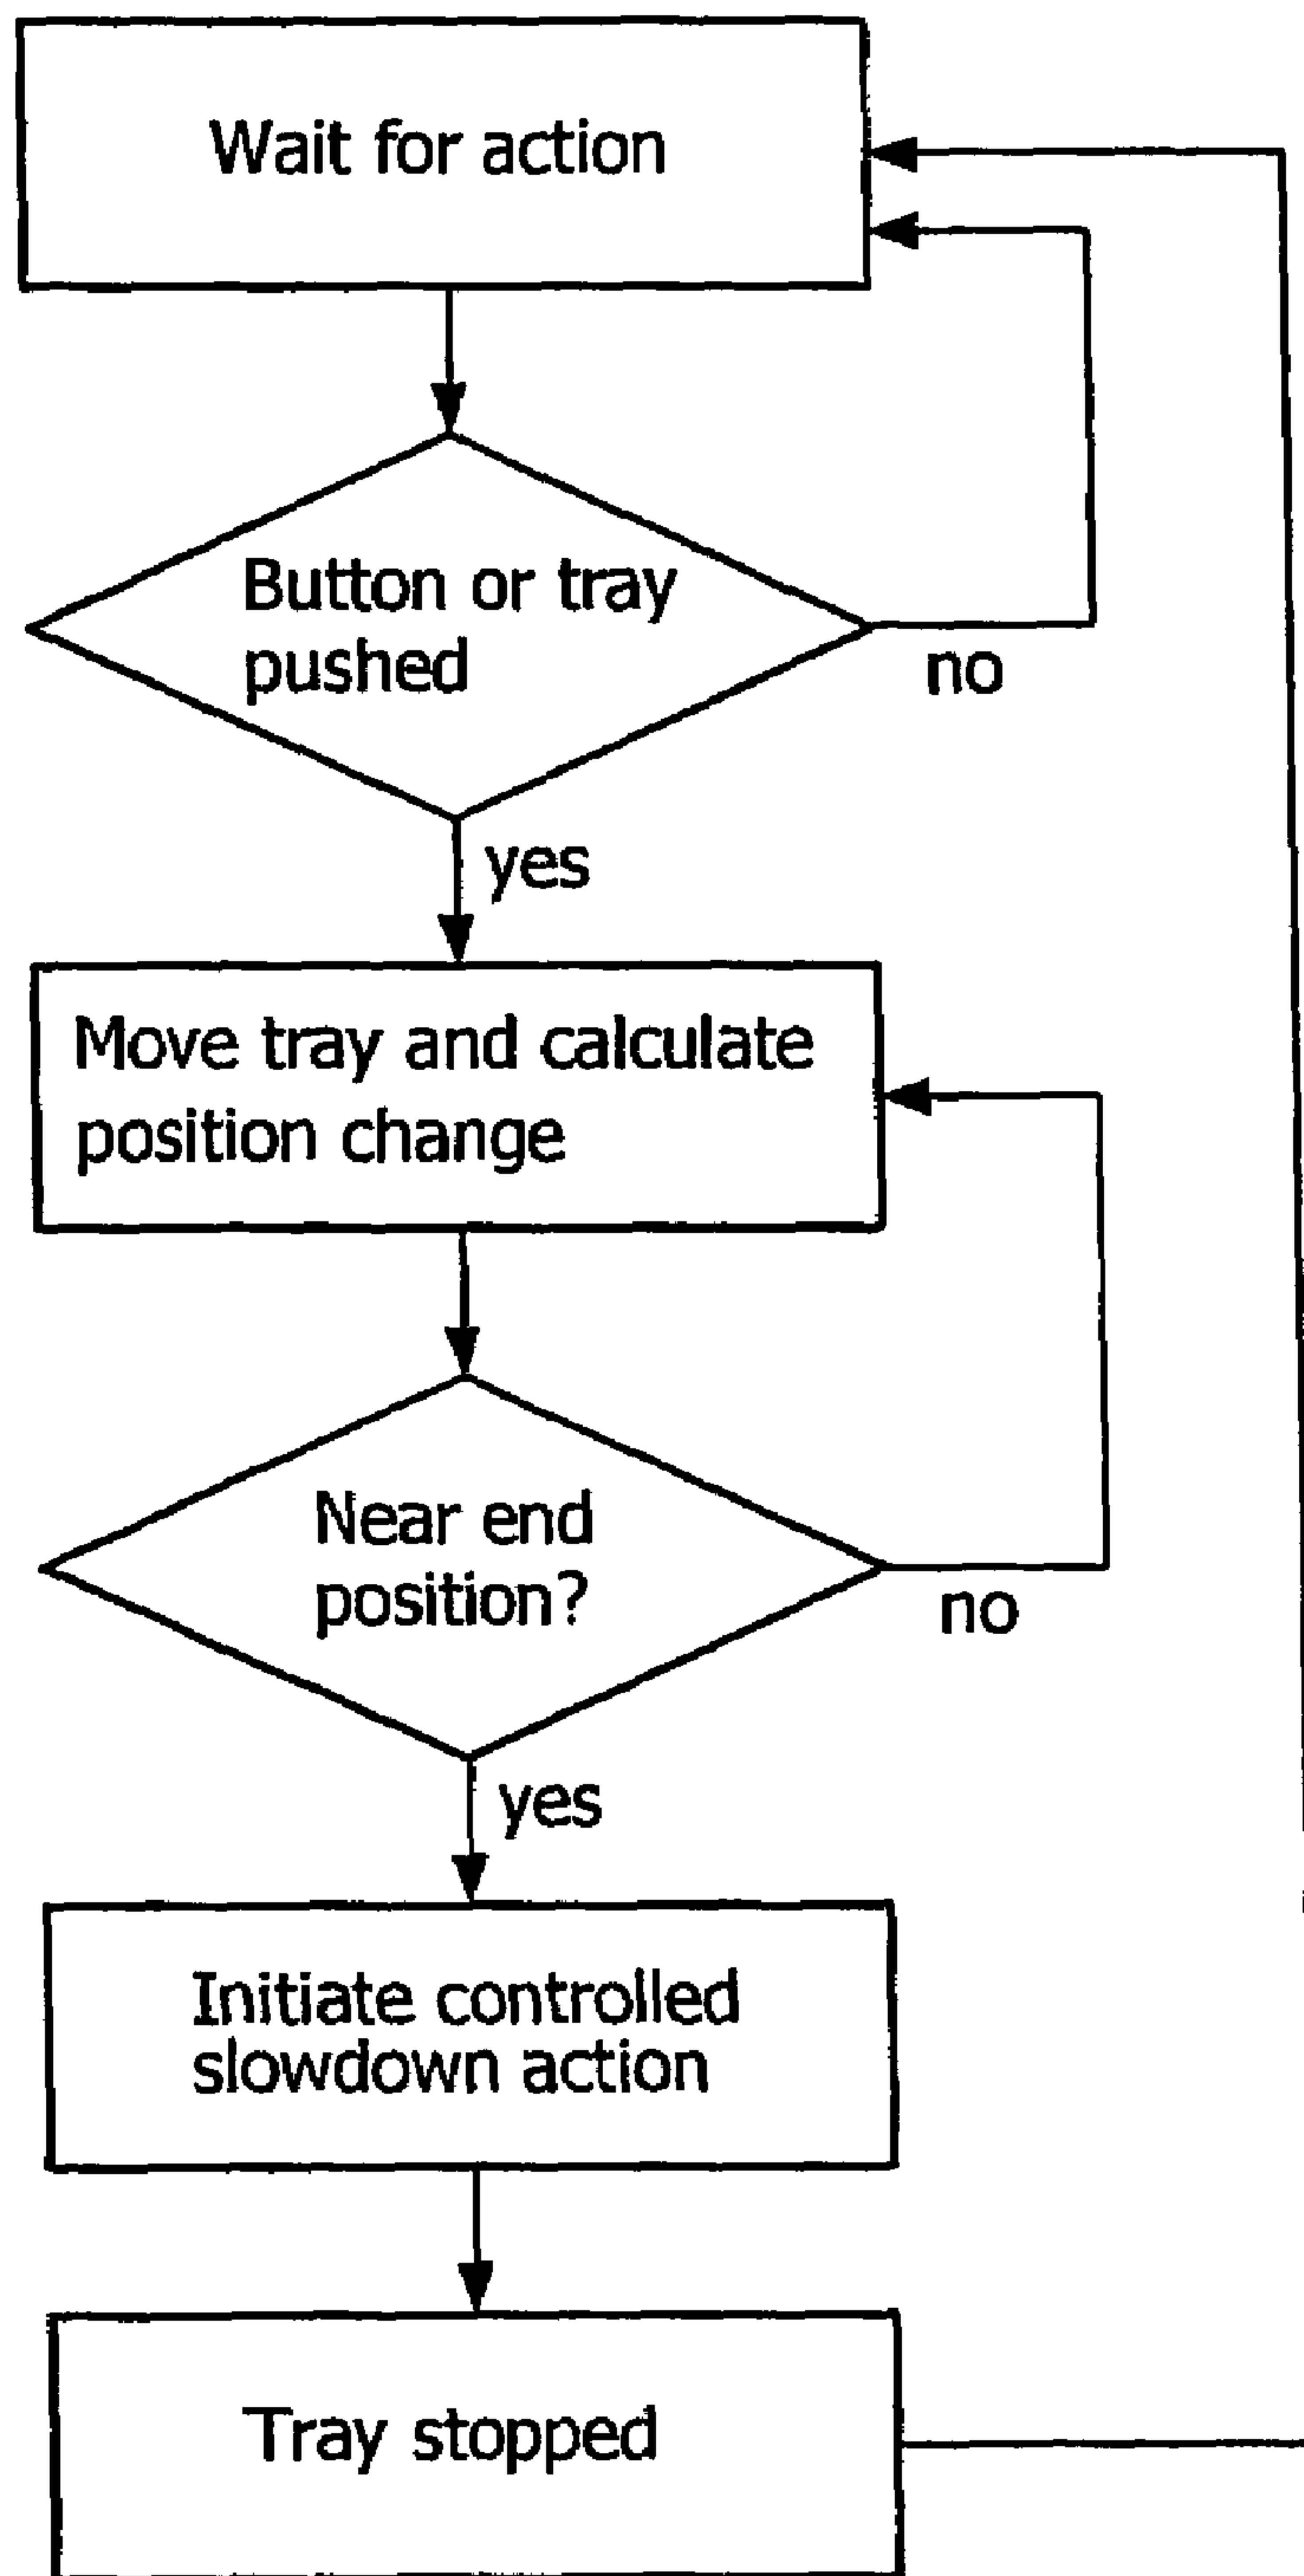 Wait for action
Button or tray
pushed
no
yes
Move tray and calculate
position change
Near end
position?
no
yes
Initiate controlled
slowdown action
Tray stopped